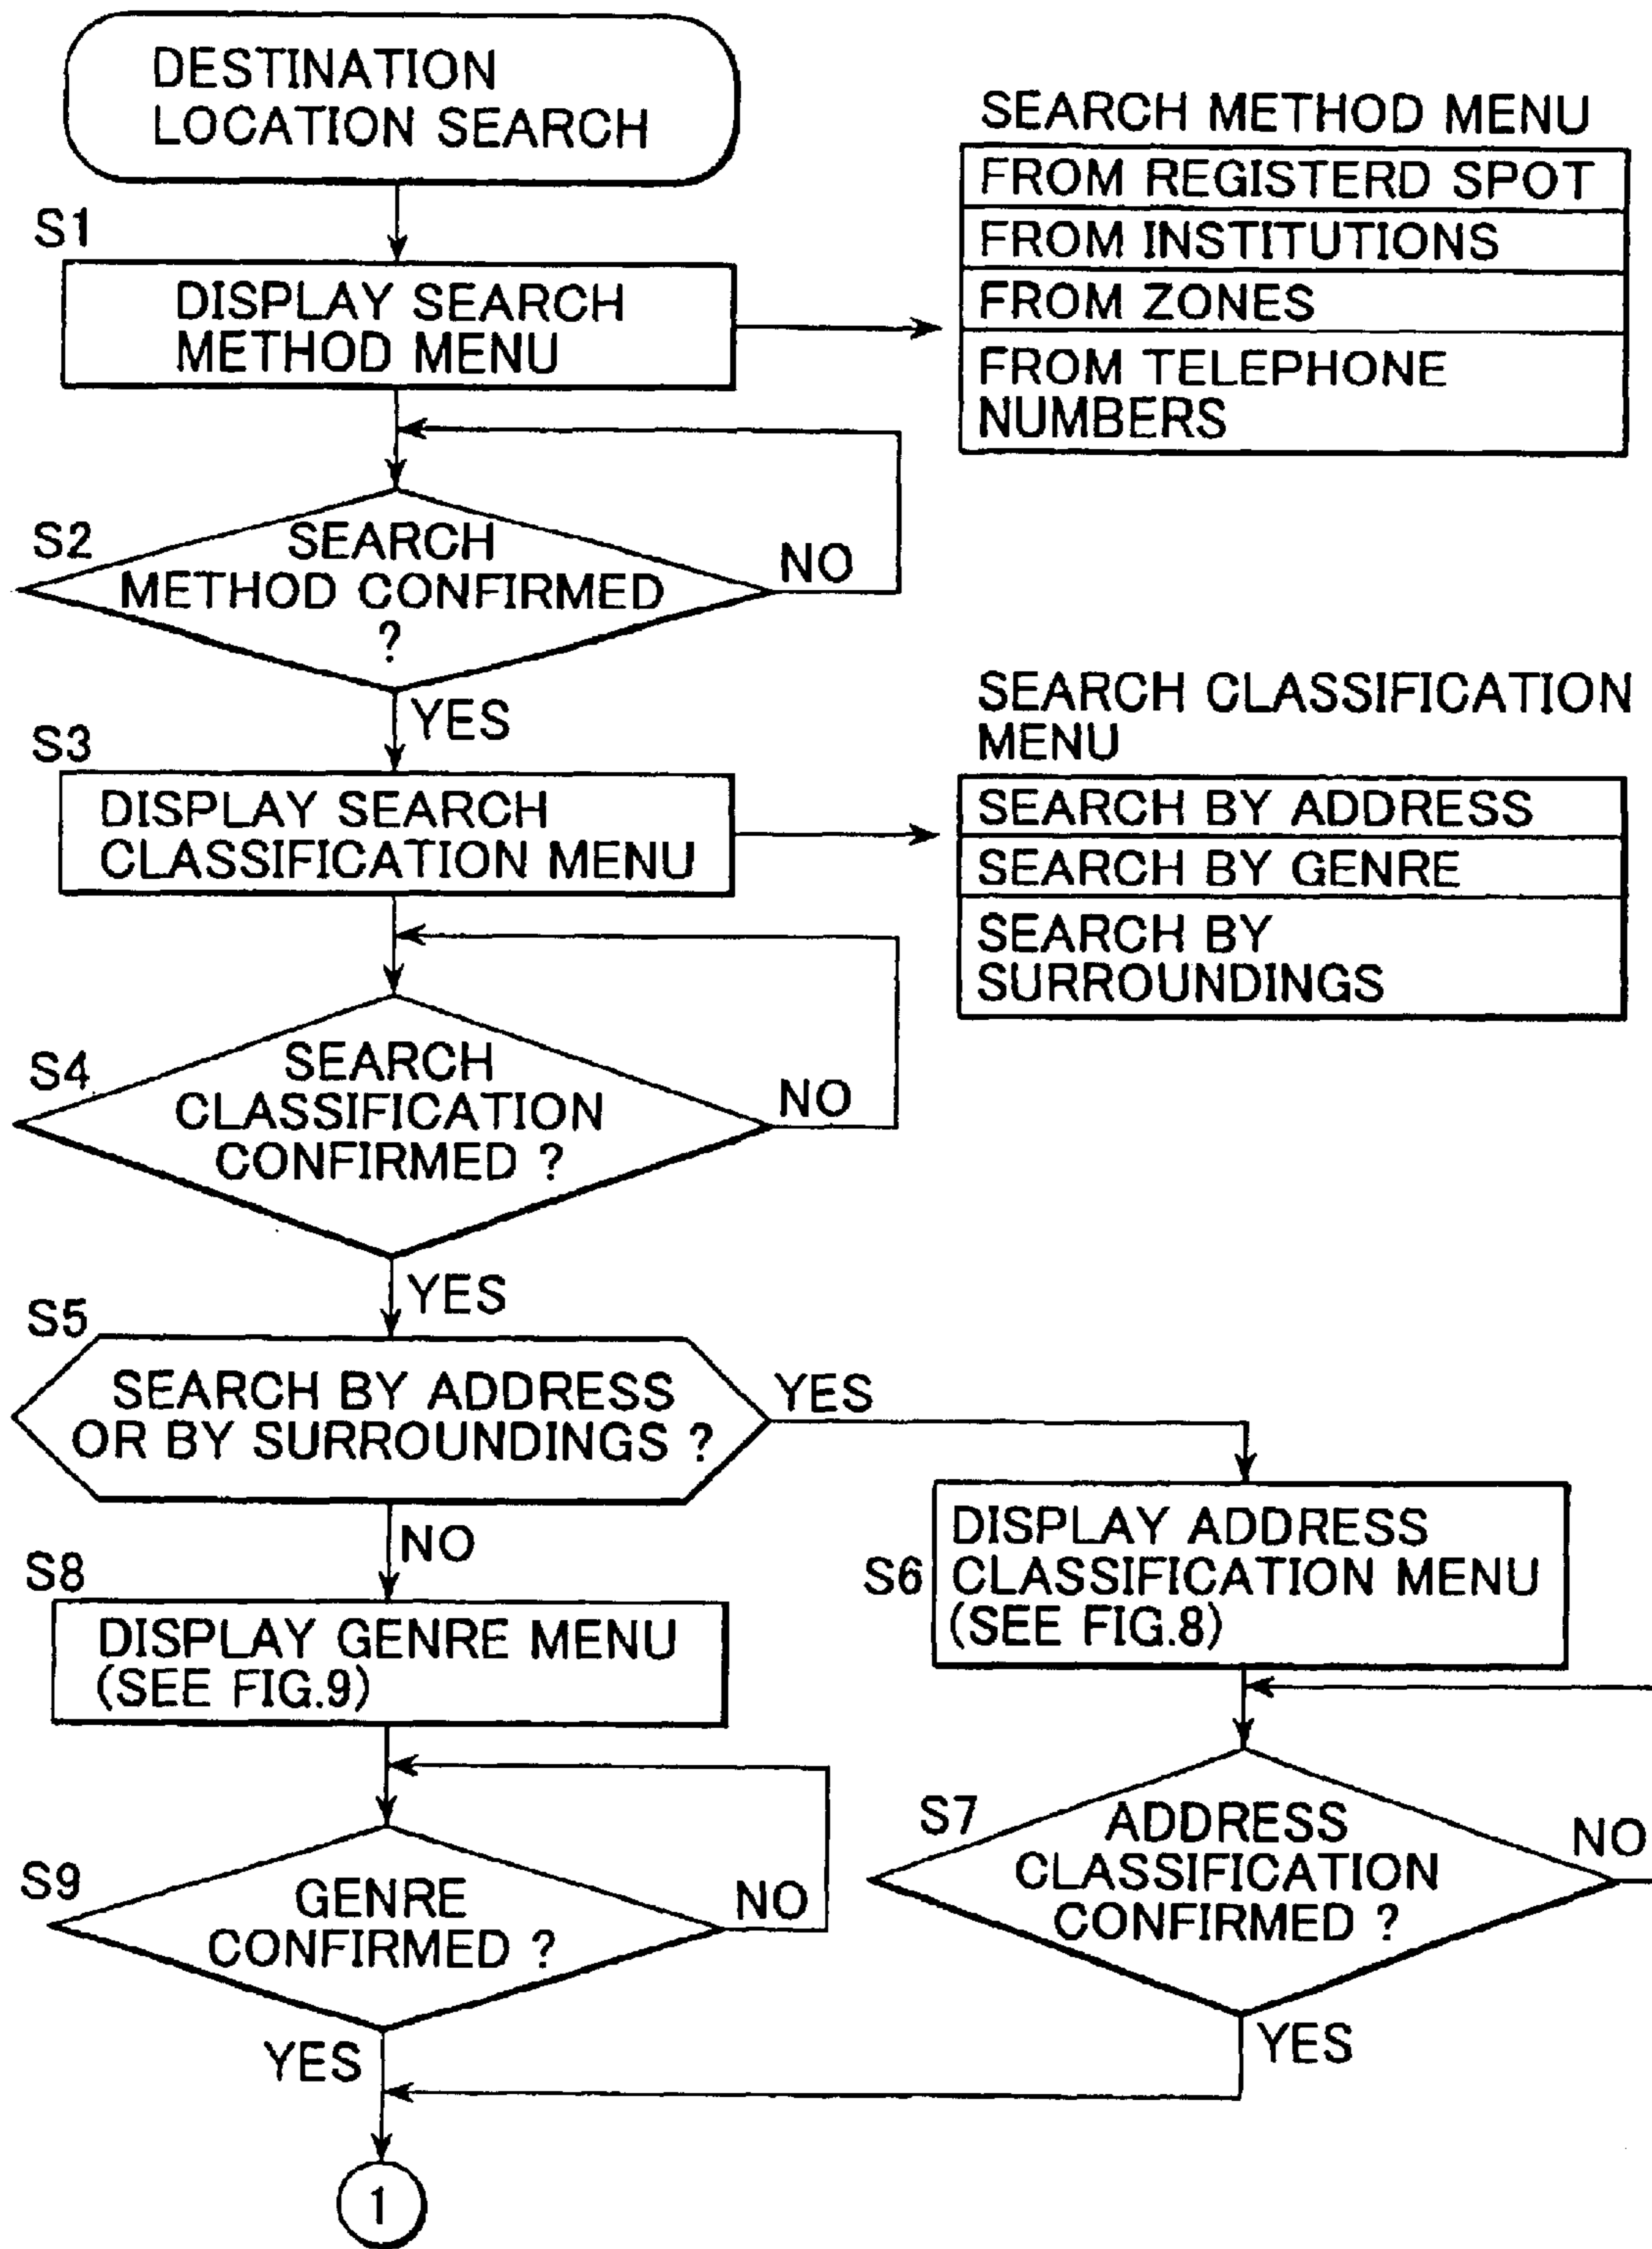 DESTINATION
LOCATION SEARCH
SEARCH METHOD MENU
FROM REGISTERD SPOT
FROM INSTITUTIONS
FROM ZONES
FROM TELEPHONE
NUMBERS
S1
DISPLAY SEARCH
METHOD MENU
S2
SEARCH
METHOD CONFIRMED
?
NO
YES
SEARCH CLASSIFICATION
MENU
SEARCH BY ADDRESS
SEARCH BY GENRE
SEARCH BY
SURROUNDINGS
S3
DISPLAY SEARCH
CLASSIFICATION MENU
S4
SEARCH
CLASSIFICATION
CONFIRMED ?
NO
YES
S5
SEARCH BY ADDRESS
OR BY SURROUNDINGS ?
YES
NO
S6
DISPLAY ADDRESS
CLASSIFICATION MENU
(SEE FIG.8)
S8
DISPLAY GENRE MENU
(SEE FIG.9)
S7
ADDRESS
CLASSIFICATION
CONFIRMED ?
NO
YES
S9
GENRE
CONFIRMED ?
NO
YES
1